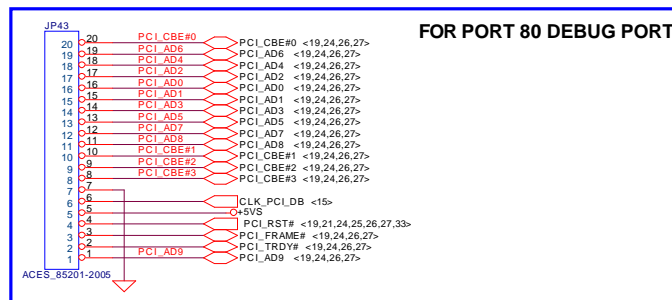 JP43
FOR PORT 80 DEBUG PORT
20 20 PCI_CBE#0 PCI_CBE#0 <19,24,26,27>
19 19 PCI_AD6 PCI_AD6 <19,24,26,27>
18 18 PCI_AD4 PCI_AD4 <19,24,26,27>
17 17 PCI_AD2 PCI_AD2 <19,24,26,27>
16 16 PCI_AD0 PCI_AD0 <19,24,26,27>
15 15 PCI_AD1 PCI_AD1 <19,24,26,27>
14 14 PCI_AD3 PCI_AD3 <19,24,26,27>
13 13 PCI_AD5 PCI_AD5 <19,24,26,27>
12 12 PCI_AD7 PCI_AD7 <19,24,26,27>
11 11 PCI_AD8 PCI_AD8 <19,24,26,27>
10 10 PCI_CBE#1 PCI_CBE#1 <19,24,26,27>
9 9 PCI_CBE#2 PCI_CBE#2 <19,24,26,27>
8 8 PCI_CBE#3 PCI_CBE#3 <19,24,26,27>
7 7
6 6 CLK_PCI_DB <15>
5 5 +5VS
4 4 PCI_RST# <19,21,24,25,26,27,33>
3 3 PCI_FRAME# <19,24,26,27>
2 2 PCI_TRDY# <19,24,26,27>
1 1 PCI_AD9 PCI_AD9 <19,24,26,27>
ACES_85201-2005